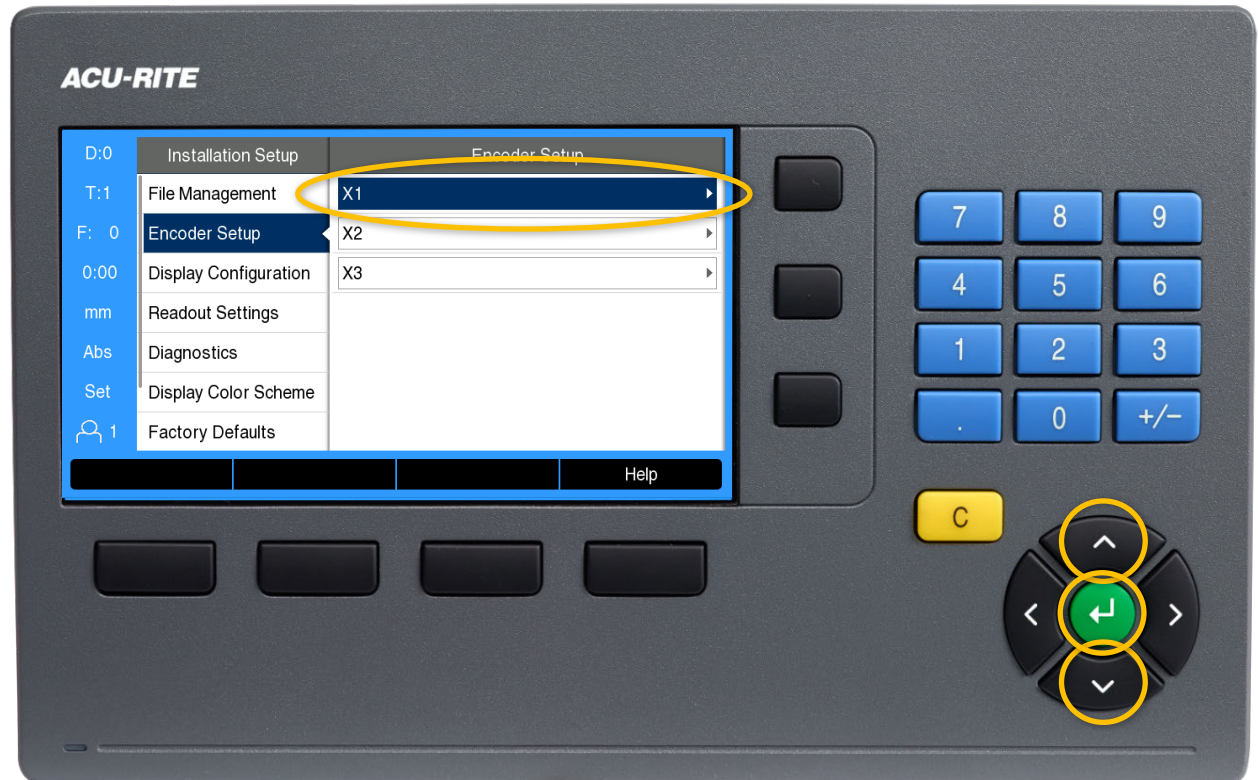 ACU-RITE
D:0
T:1
F: 0
0:00
mm
Abs
Set
1
Installation Setup
File Management
Encoder Setup
Display Configuration
Readout Settings
Diagnostics
Display Color Scheme
Factory Defaults
Encoder Setup
X1
X2
X3
Help
7 8 9
4 5 6
1 2 3
. 0 +/-
C